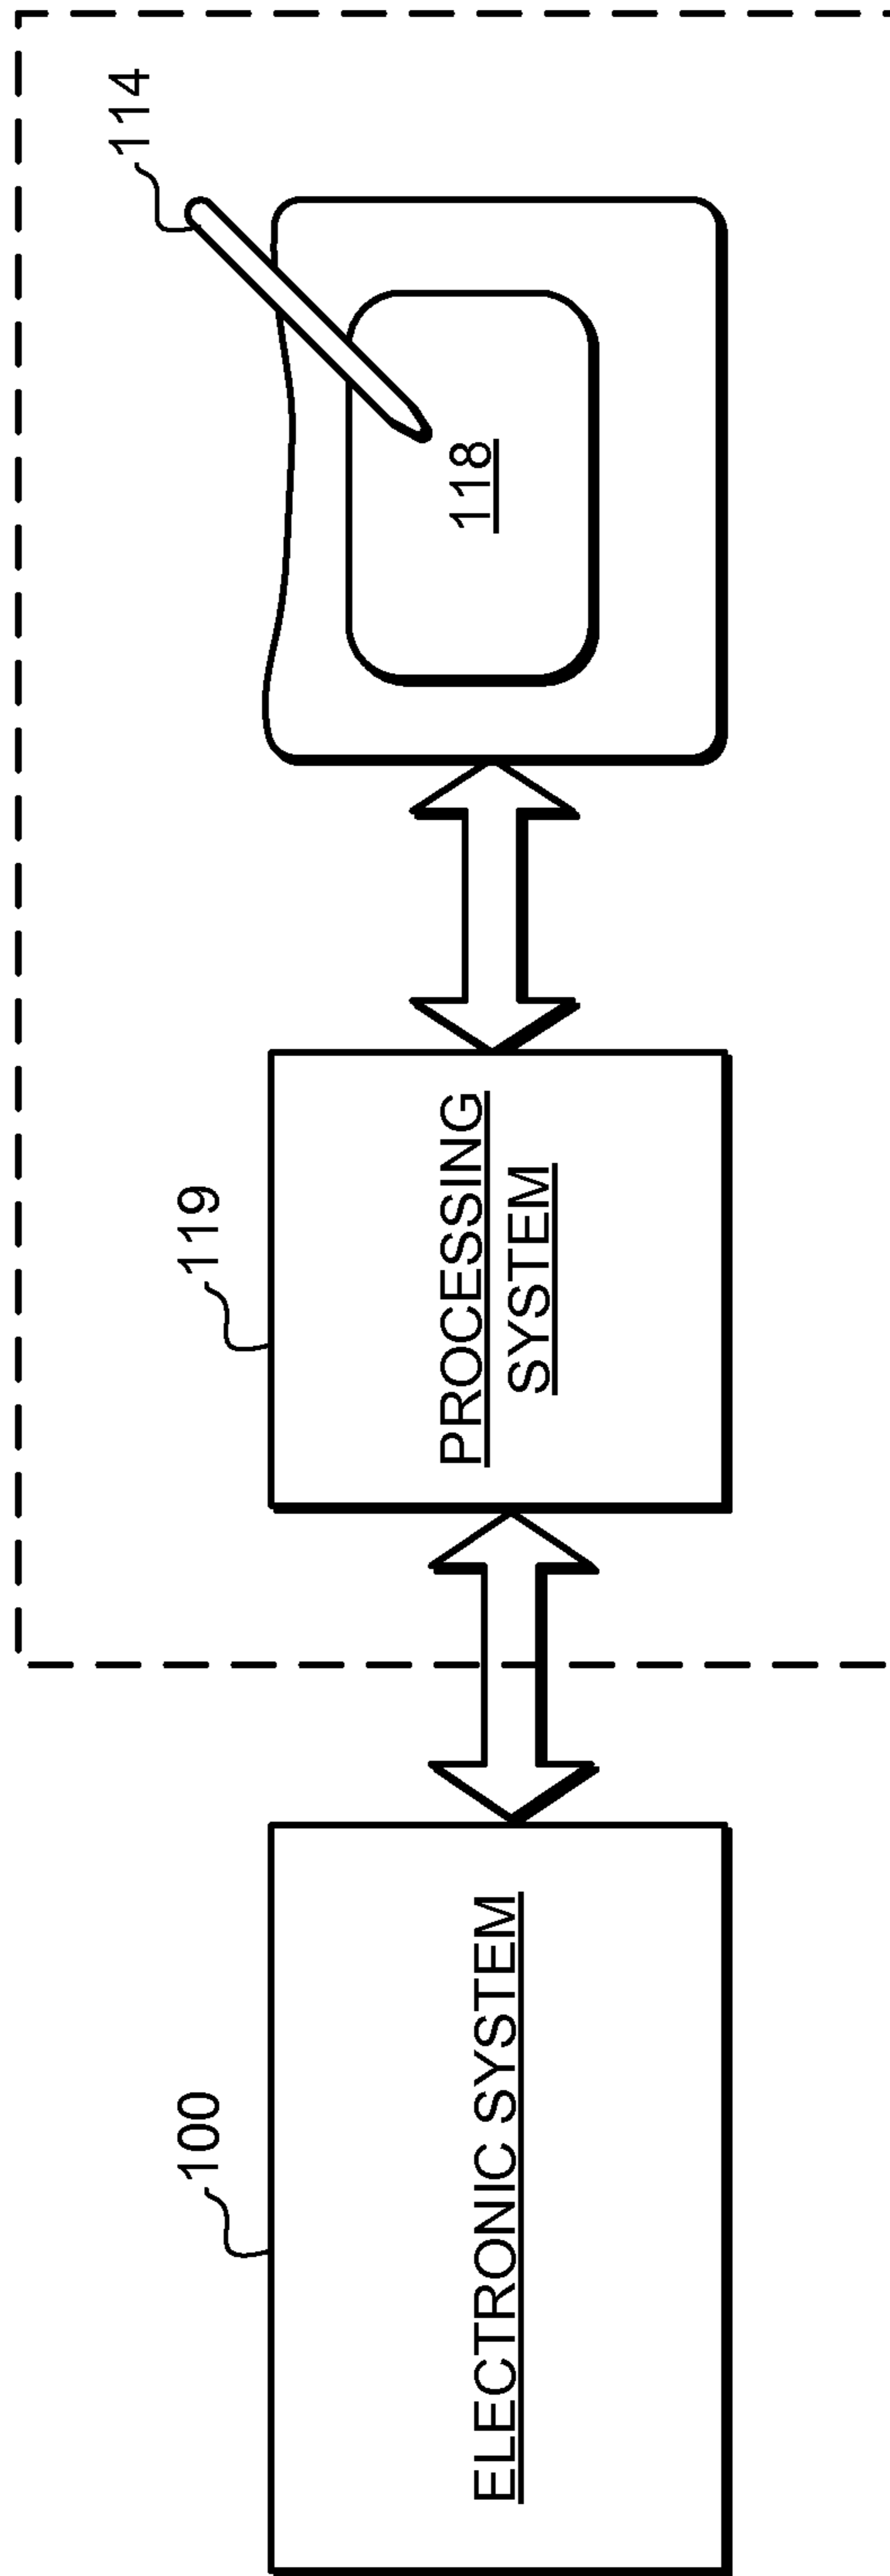 100
ELECTRONIC SYSTEM
119
PROCESSING
SYSTEM
114
118